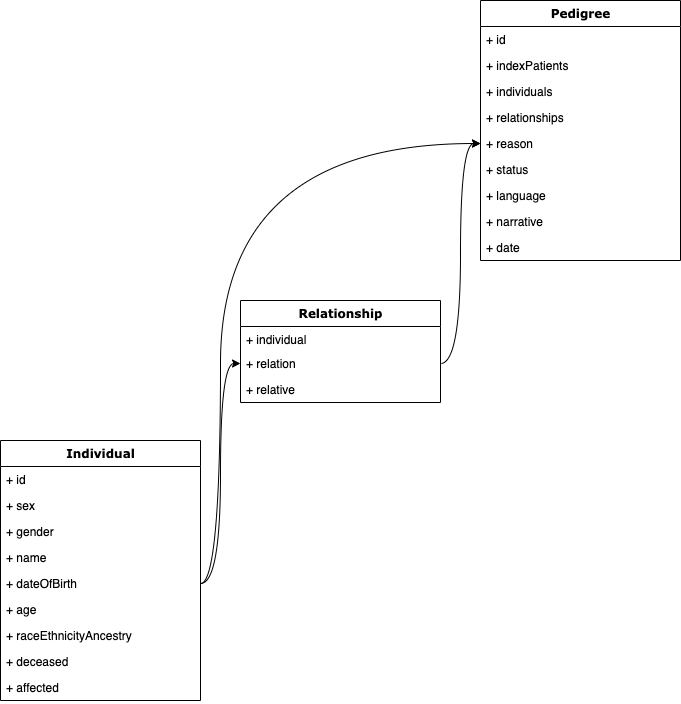 Pedigree
+ id
+ indexPatients
+ individuals
+ relationships
+ reason
+ status
+ language
+ narrative
+ date
Relationship
+ individual
+ relation
+ relative
Individual
+ id
+ sex
+ gender
+ name
+ dateOfBirth
+ age
+ raceEthnicityAncestry
+ deceased
+ affected